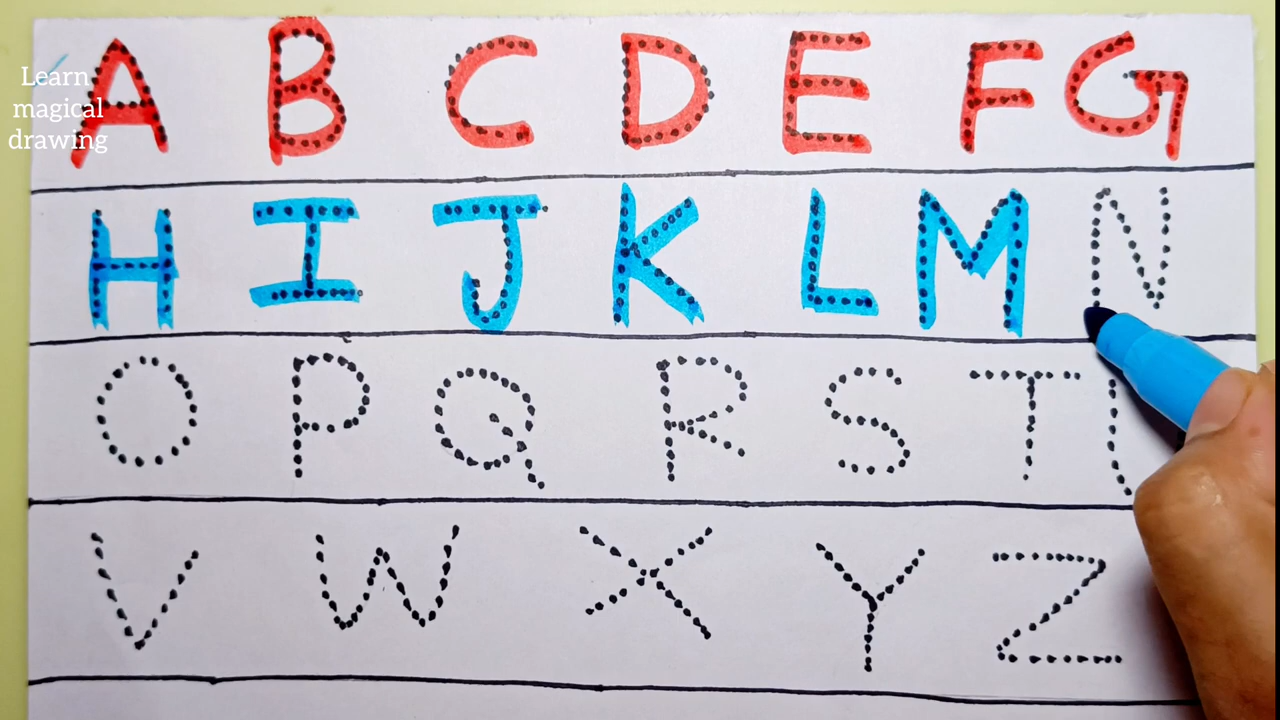 Learn
magical
drawing
A B C D E F G
H I J K L M N
O P Q R S T
V W X Y Z